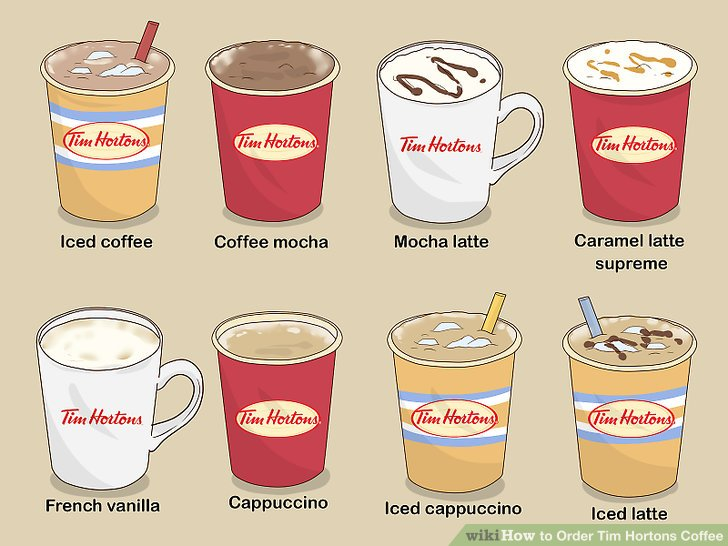 Tim Hortons
Tim Hortons
Tim Hortons
Tim Hortons
Iced coffee
Coffee mocha
Mocha latte
Caramel latte
supreme
Tim Hortons
Tim Hortons
Tim Hortons
Tim Hortons
French vanilla
Cappuccino
Iced cappuccino
Iced latte
wikiHow to Order Tim Hortons Coffee